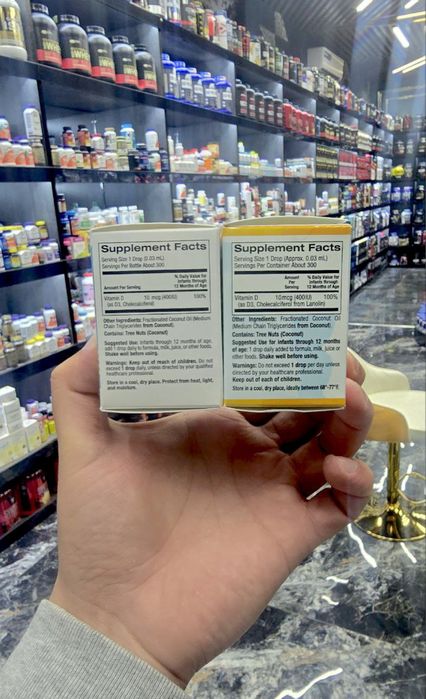 Supplement Facts
Serving Size 1 Drop (0.03 mL)
Servings Per Bottle About 300
% Daily Value for
Infants through
12 Months of Age
Amount Per Serving
Vitamin D 10 mcg (400IU) 100%
(as D3, Cholecalciferol)
Other Ingredients: Fractionated Coconut Oil (Medium
Chain Triglycerides from Coconut).
Contains: Tree Nuts (Coconut)
Suggested Use: Infants through 12 months of age:
1 drop daily to formula, milk, juice, or other foods.
Shake well before using.
Warnings: Keep out of reach of children. Do not
exceed 1 drop daily, unless directed by your qualified
healthcare professional.
Store in a cool, dry place. Protect from heat, light,
and moisture.
Supplement Facts
Serving Size 1 Drop (Approx. 0.03 mL)
Servings Per Container About 300
Amount
Per
Serving
% Daily Value for
Infants through
12 Months of Age
Vitamin D 10 mcg (400 IU) 100%
(as D3, Cholecalciferol from Lanolin)
Other Ingredients: Fractionated Coconut Oil
(Medium Chain Triglycerides from Coconut).
Contains: Tree Nuts (Coconut)
Suggested Use for infants through 12 months
of age: 1 drop daily added to formula, milk, juice or
other foods. Shake well before using.
Warnings: Do not exceed 1 drop per day unless
directed by your healthcare professional.
Keep out of reach of children.
Store in a cool, dry place, ideally between 68°-77°F.